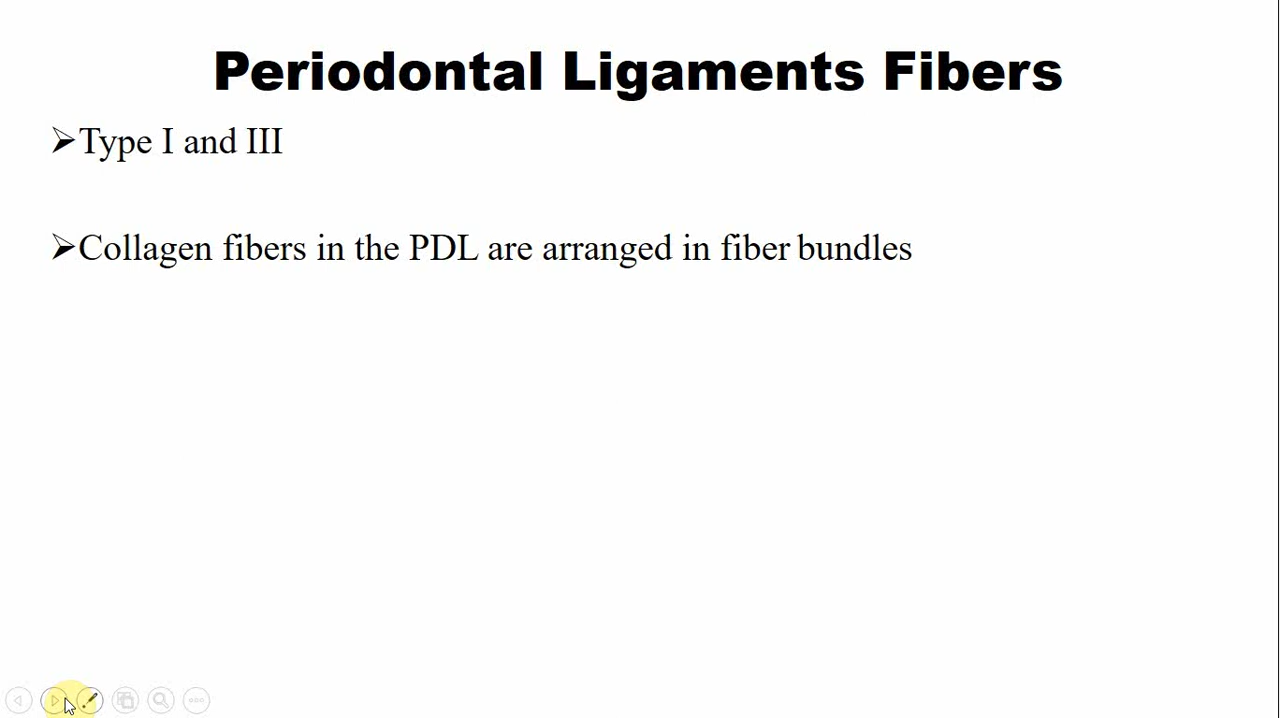 Periodontal Ligaments Fibers
➢Type I and III
➢Collagen fibers in the PDL are arranged in fiber bundles